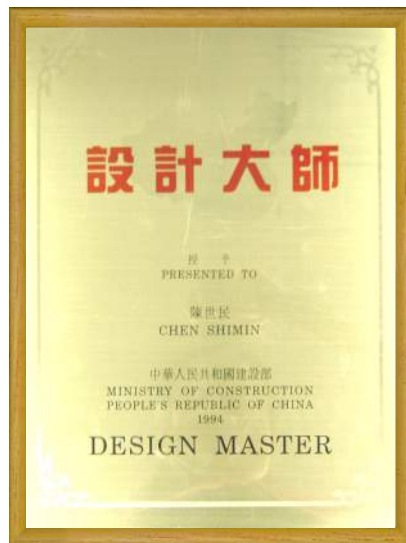 設計大師
授予
PRESENTED TO
陳世民
CHEN SHIMIN
中華人民共和國建設部
MINISTRY OF CONSTRUCTION
PEOPLE'S REPUBLIC OF CHINA
1994
DESIGN MASTER